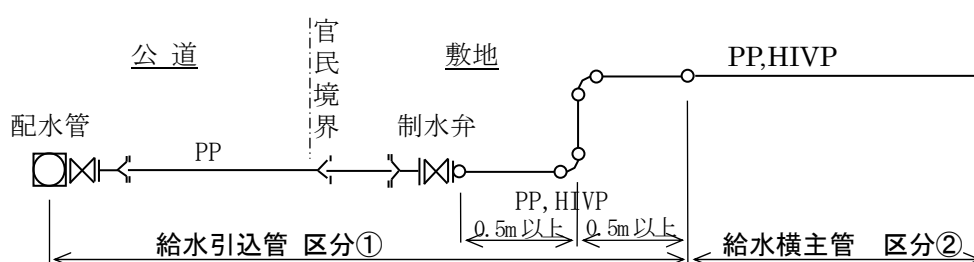 公 道
官民境界
敷地
PP,HIVP
配水管
制水弁
PP
PP,HIVP
0.5m以上
0.5m以上
給水引込管 区分①
給水横主管 区分②